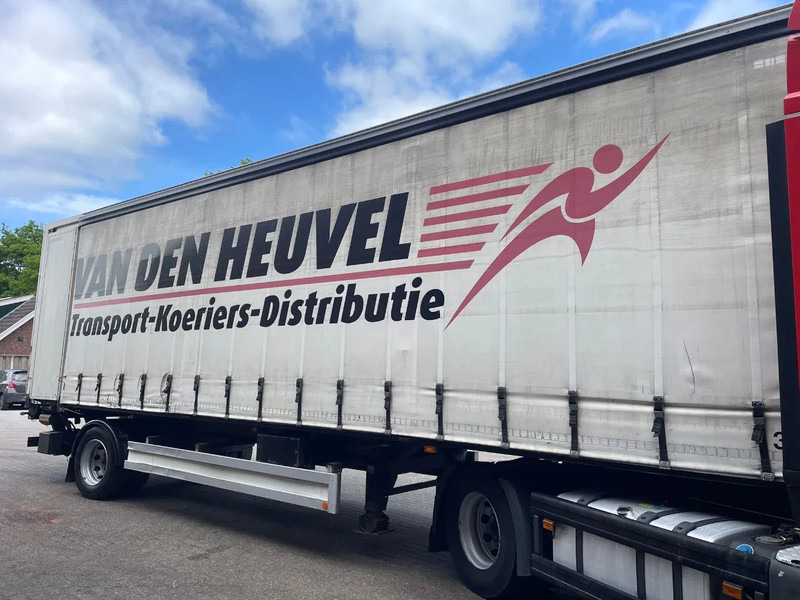 VAN DEN HEUVEL
Transport-Koeriers-Distributie